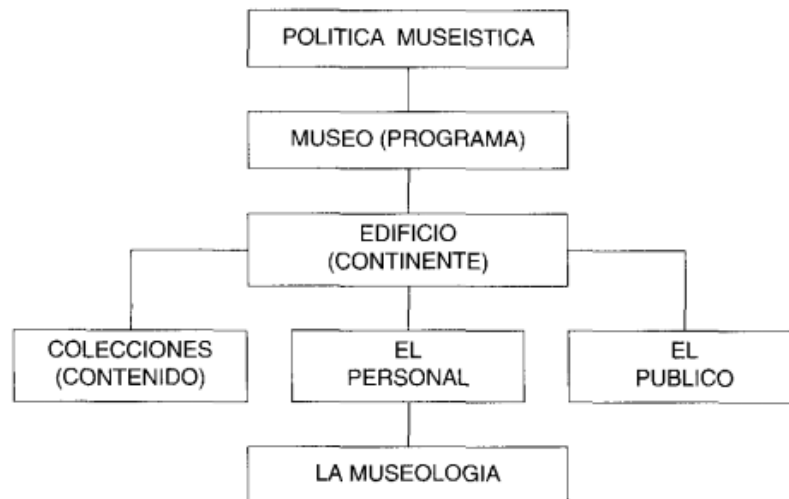 POLITICA MUSEISTICA
MUSEO (PROGRAMA)
EDIFICIO
(CONTINENTE)
COLECCIONES
(CONTENIDO)
EL
PERSONAL
EL
PUBLICO
LA MUSEOLOGIA